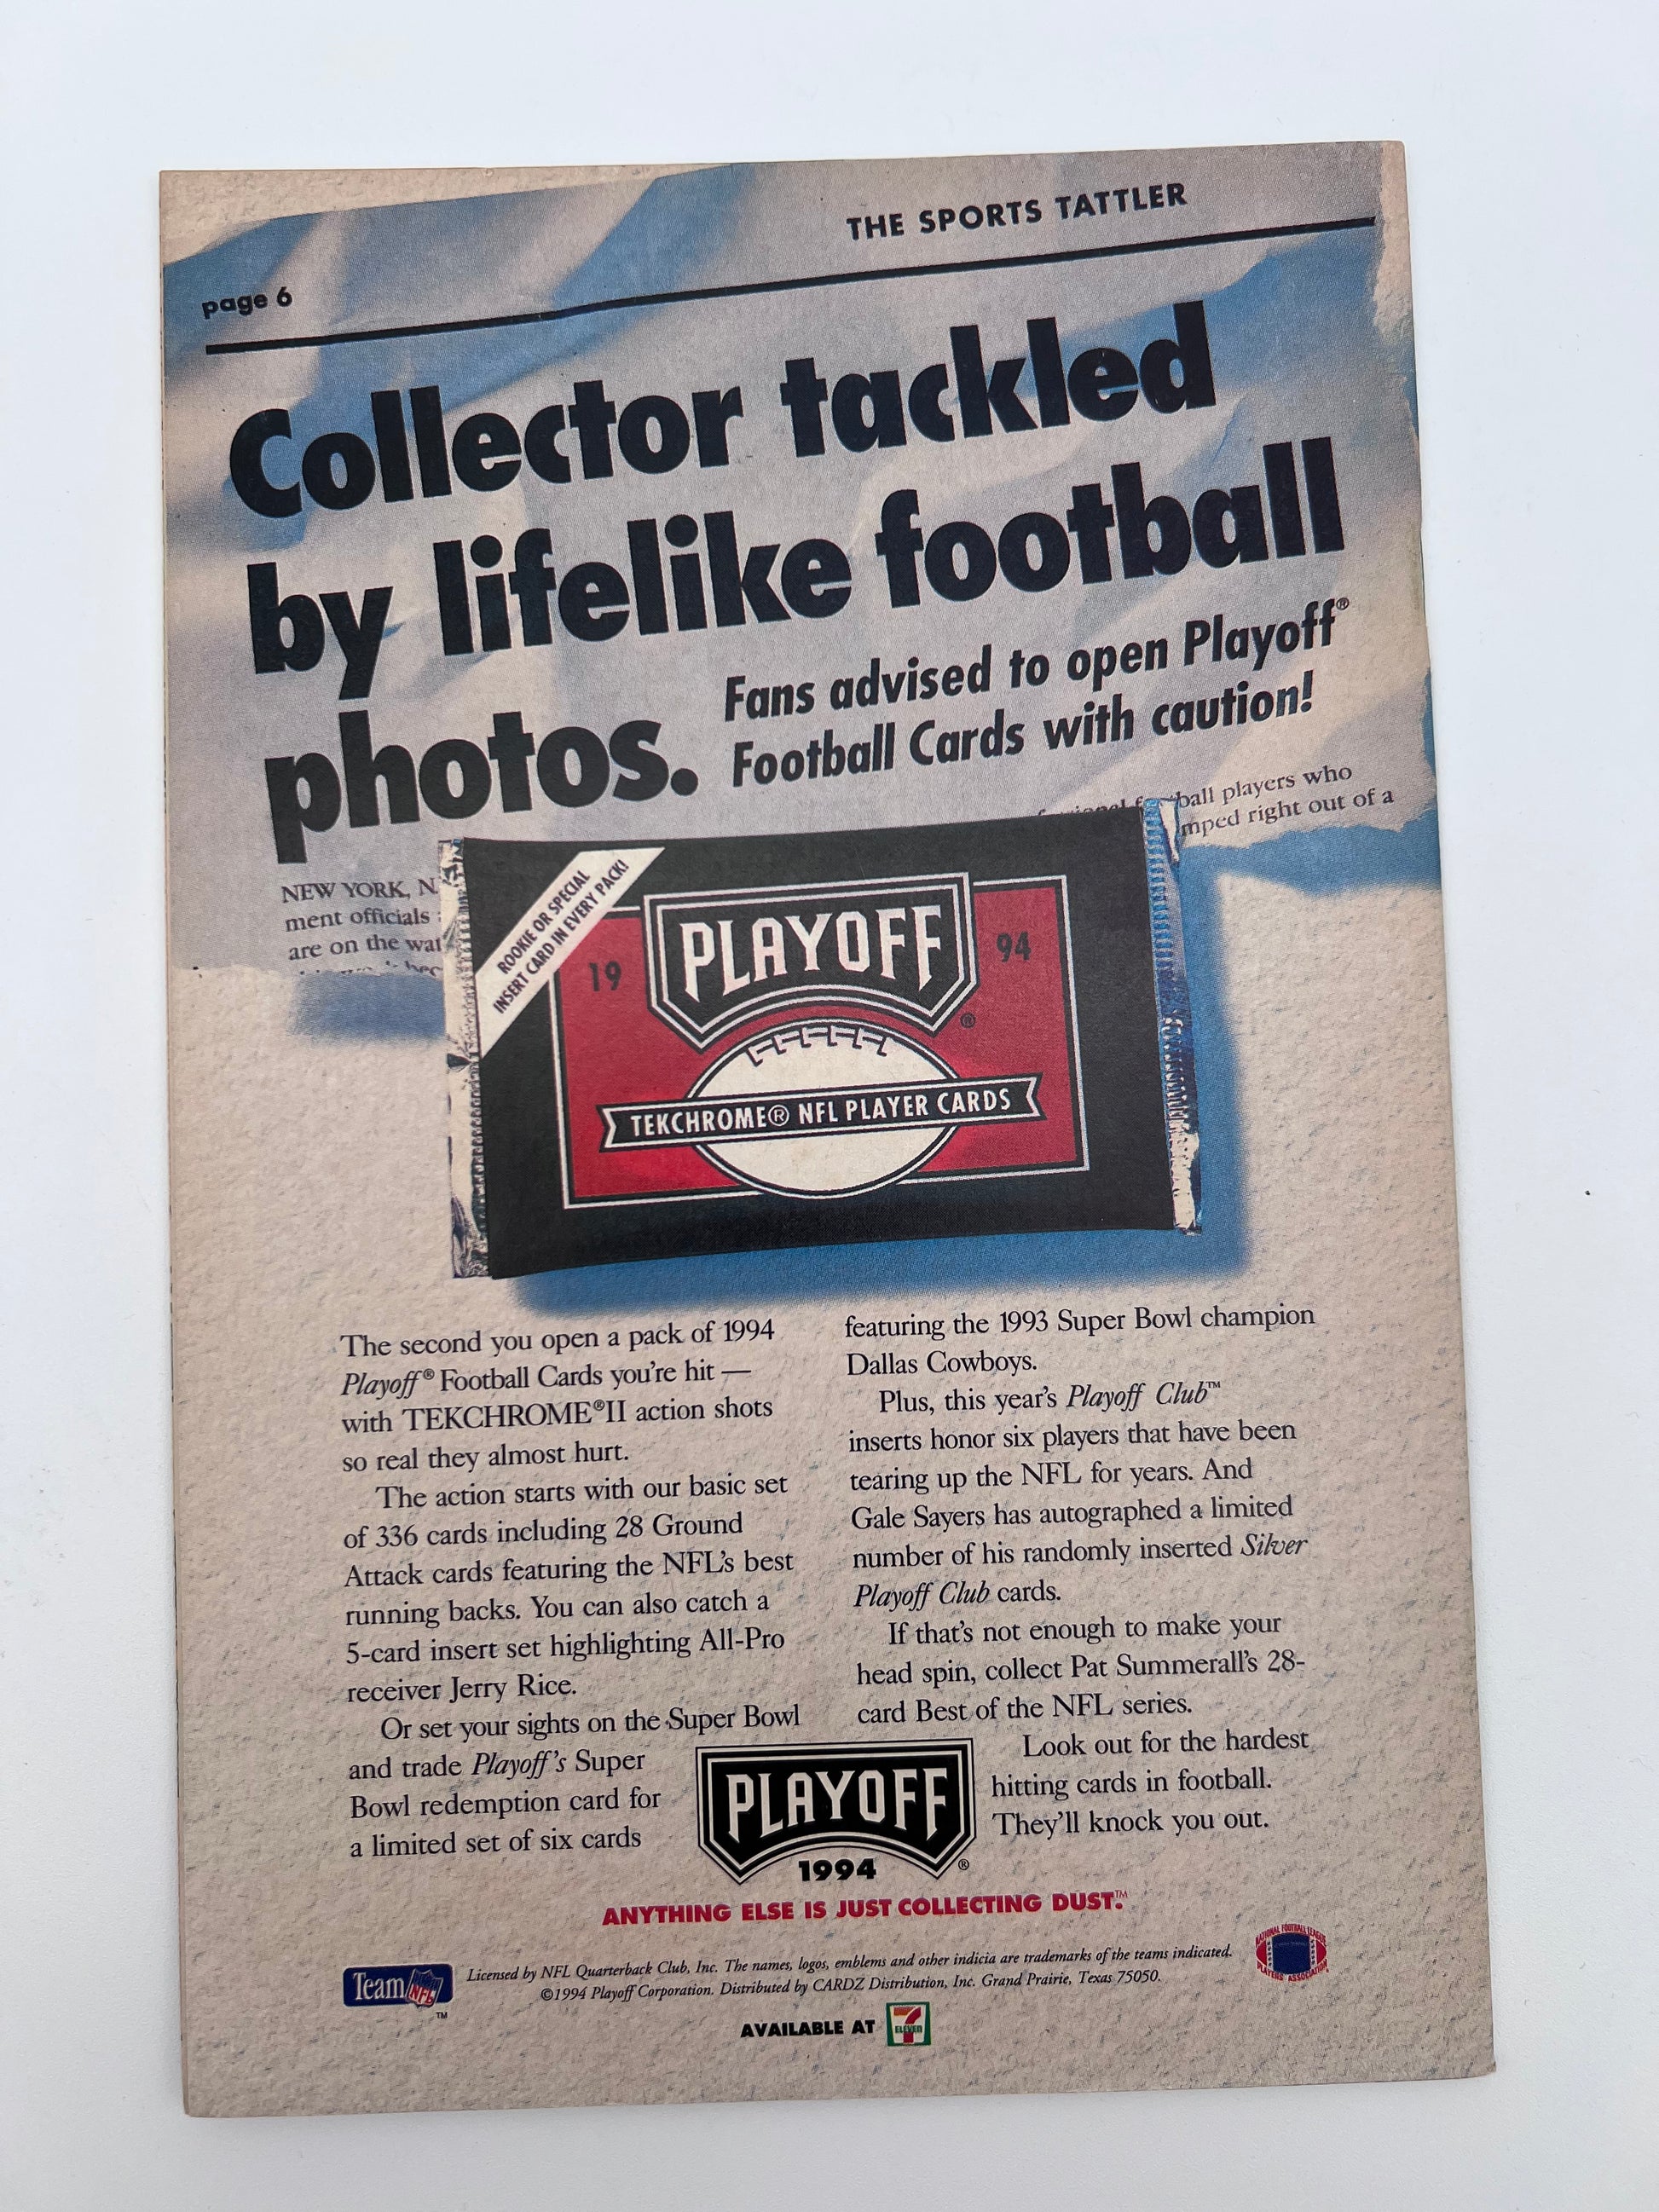 THE SPORTS TATTLER
page 6
Collector tackled
by lifelike football
photos.
Fans advised to open Playoff®
Football Cards with caution!
ball players who
mped right out of a
NEW YORK, N
ment officials
are on the wat
ROOKIE OR SPECIAL
INSERT CARD IN EVERY PACK!
19 PLAYOFF® 94
TEKCHROME® NFL PLAYER CARDS
The second you open a pack of 1994
Playoff® Football Cards you're hit —
with TEKCHROME®II action shots
so real they almost hurt.
The action starts with our basic set
of 336 cards including 28 Ground
Attack cards featuring the NFL's best
running backs. You can also catch a
5-card insert set highlighting All-Pro
receiver Jerry Rice.
Or set your sights on the Super Bowl
and trade Playoff's Super
Bowl redemption card for
a limited set of six cards
featuring the 1993 Super Bowl champion
Dallas Cowboys.
Plus, this year's Playoff Club™
inserts honor six players that have been
tearing up the NFL for years. And
Gale Sayers has autographed a limited
number of his randomly inserted Silver
Playoff Club cards.
If that's not enough to make your
head spin, collect Pat Summerall's 28-
card Best of the NFL series.
Look out for the hardest
hitting cards in football.
They'll knock you out.
PLAYOFF
1994 ®
ANYTHING ELSE IS JUST COLLECTING DUST.™
Team NFL ™
Licensed by NFL Quarterback Club, Inc. The names, logos, emblems and other indicia are trademarks of the teams indicated.
©1994 Playoff Corporation. Distributed by CARDZ Distribution, Inc. Grand Prairie, Texas 75050.
NATIONAL FOOTBALL LEAGUE
PLAYERS ASSOCIATION
AVAILABLE AT 7 ELEVEN